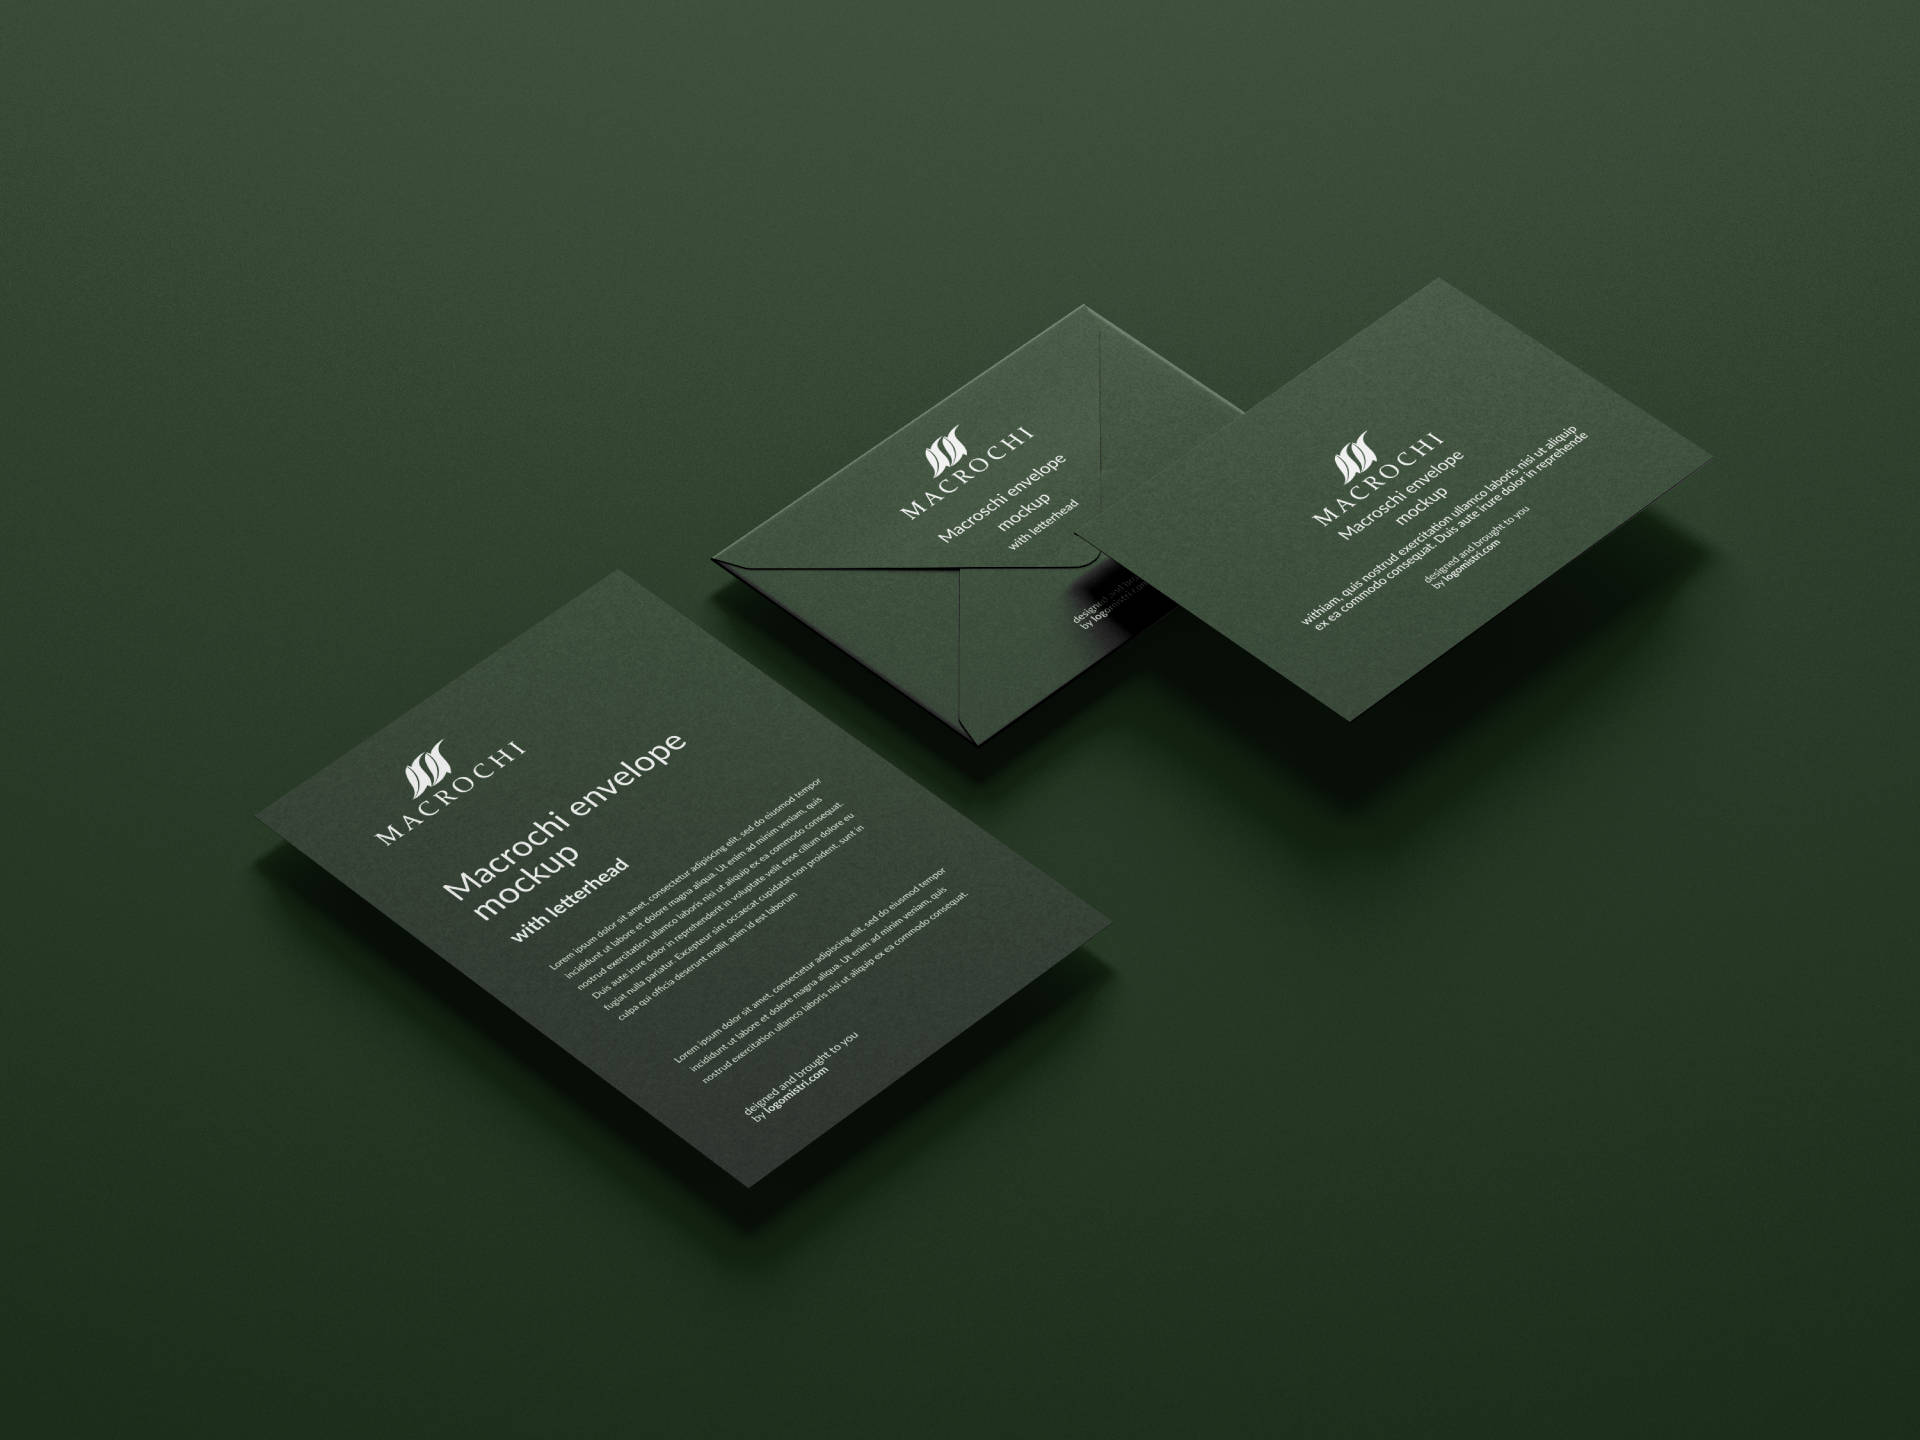 MACROCHI
Macrochi envelope
mockup
with letterhead
Lorem ipsum dolor sit amet, consectetur adipiscing elit, sed do eiusmod tempor
incididunt ut labore et dolore magna aliqua. Ut enim ad minim veniam, quis
nostrud exercitation ullamco laboris nisi ut aliquip ex ea commodo consequat.
Duis aute irure dolor in reprehenderit in voluptate velit esse cillum dolore eu
fugiat nulla pariatur. Excepteur sint occaecat cupidatat non proident, sunt in
culpa qui officia deserunt mollit anim id est laborum
Lorem ipsum dolor sit amet, consectetur adipiscing elit, sed do eiusmod tempor
incididunt ut labore et dolore magna aliqua. Ut enim ad minim veniam, quis
nostrud exercitation ullamco laboris nisi ut aliquip ex ea commodo consequat.
deigned and brought to you
by logomistri.com
MACROCHI
Macroschi envelope
mockup
with letterhead
designed and
by logomistri.com
MACROCHI
Macroschi envelope
mockup
withiam, quis nostrud exercitation ullamco laboris nisi ut aliquip
ex ea commodo consequat. Duis aute irure dolor in reprehende
designed and brought to you
by logomistri.com